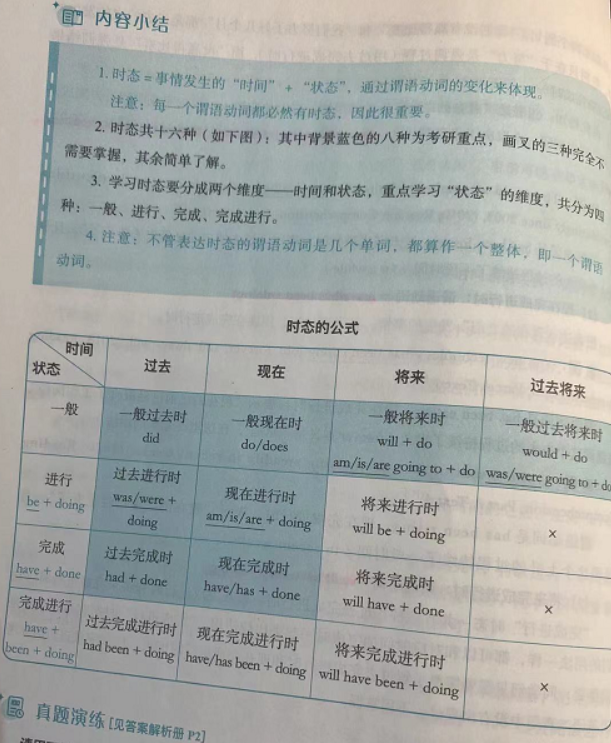 内容小结
1. 时态=事情发生的“时间”+“状态”，通过谓语动词的变化来体现。
注意：每一个谓语动词都必然有时态，因此很重要。
2. 时态共十六种（如下图）；其中背景蓝色的八种为考研重点，画叉的三种完全不
需要掌握，其余简单了解。
3. 学习时态要分成两个维度——时间和状态，重点学习“状态”的维度，共分为四
种：一般、进行、完成、完成进行。
4. 注意：不管表达时态的谓语动词是几个单词，都算作一个整体，即一个谓语
动词。
时态的公式
时间
状态
过去
现在
将来
过去将来
一般
一般过去时
did
一般现在时
do/does
一般将来时
will + do
am/is/are going to + do
一般过去将来时
would + do
was/were going to + do
进行
be + doing
过去进行时
was/were +
doing
现在进行时
am/is/are + doing
将来进行时
will be + doing
×
完成
have + done
过去完成时
had + done
现在完成时
have/has + done
将来完成时
will have + done
×
完成进行
have +
been + doing
过去完成进行时
had been + doing
现在完成进行时
have/has been + doing
将来完成进行时
will have been + doing
×
真题演练 [见答案解析册 P2]